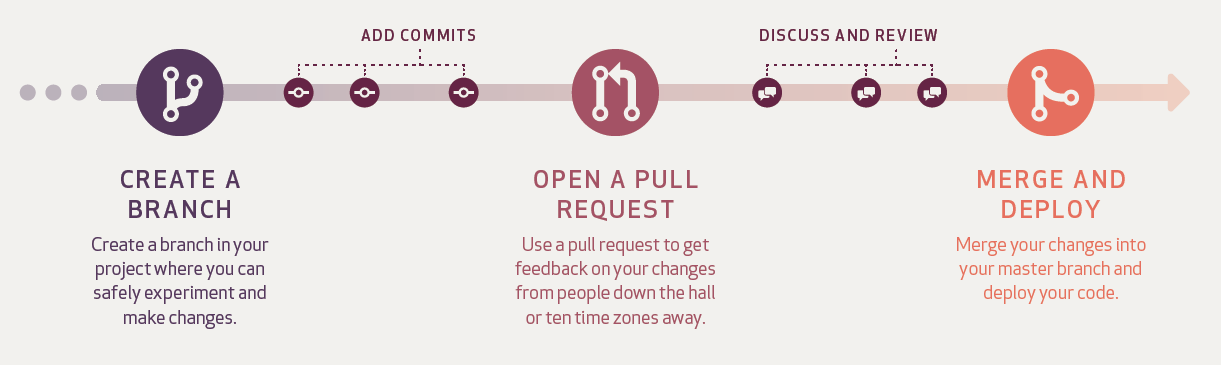 ADD COMMITS
DISCUSS AND REVIEW
CREATE A
BRANCH
Create a branch in your
project where you can
safely experiment and
make changes.
OPEN A PULL
REQUEST
Use a pull request to get
feedback on your changes
from people down the hall
or ten time zones away.
MERGE AND
DEPLOY
Merge your changes into
your master branch and
deploy your code.